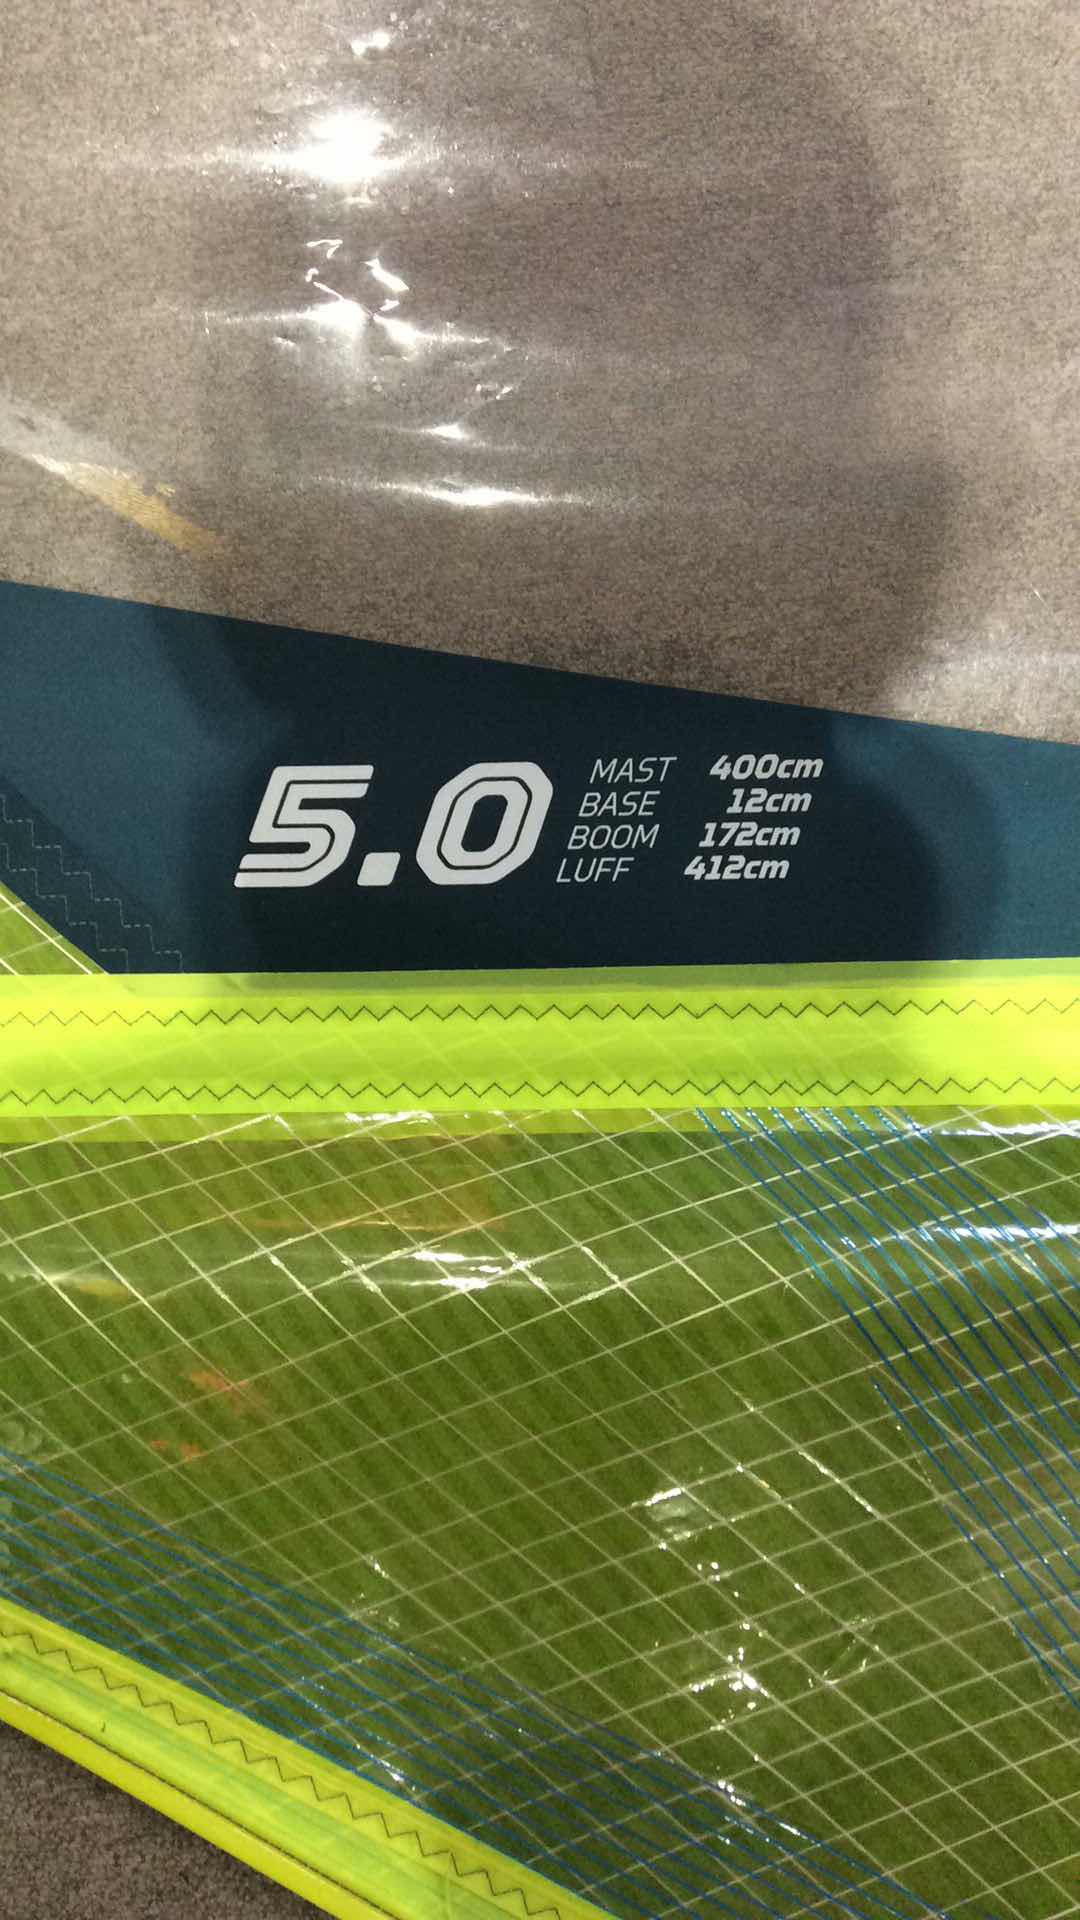 5.0
MAST 400cm
BASE 12cm
BOOM 172cm
LUFF 412cm